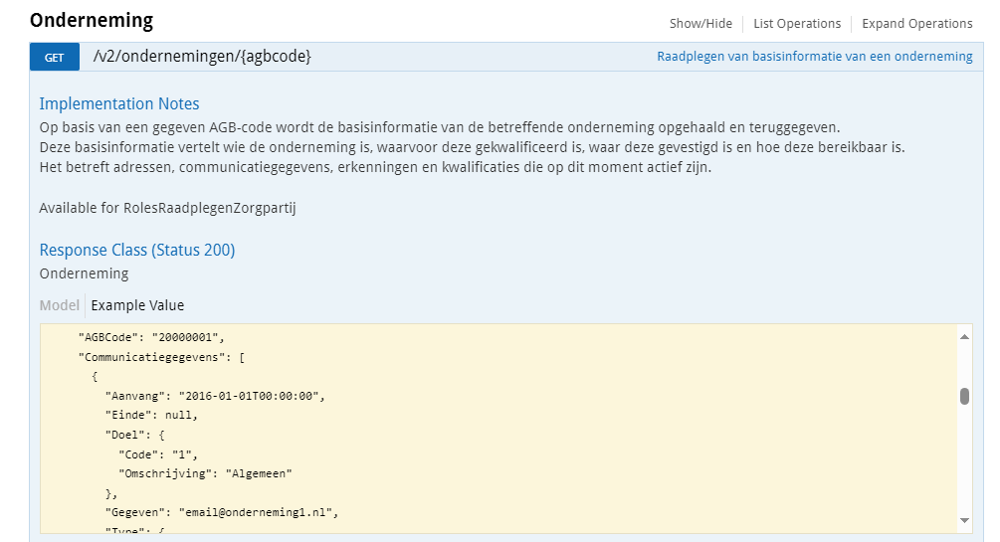 Onderneming
Show/Hide
List Operations
Expand Operations
GET
/v2/ondernemingen/{agbcode}
Raadplegen van basisinformatie van een onderneming
Implementation Notes
Op basis van een gegeven AGB-code wordt de basisinformatie van de betreffende onderneming opgehaald en teruggegeven.
Deze basisinformatie vertelt wie de onderneming is, waarvoor deze gekwalificeerd is, waar deze gevestigd is en hoe deze bereikbaar is.
Het betreft adressen, communicatiegegevens, erkenningen en kwalificaties die op dit moment actief zijn.
Available for RolesRaadplegenZorgpartij
Response Class (Status 200)
Onderneming
Model
Example Value
"AGBCode": "20000001",
"Communicatiegegevens": [
{
"Aanvang": "2016-01-01T00:00:00",
"Einde": null,
"Doel": {
"Code": "1",
"Omschrijving": "Algemeen"
},
"Gegeven": "email@onderneming1.nl",
"Type": {